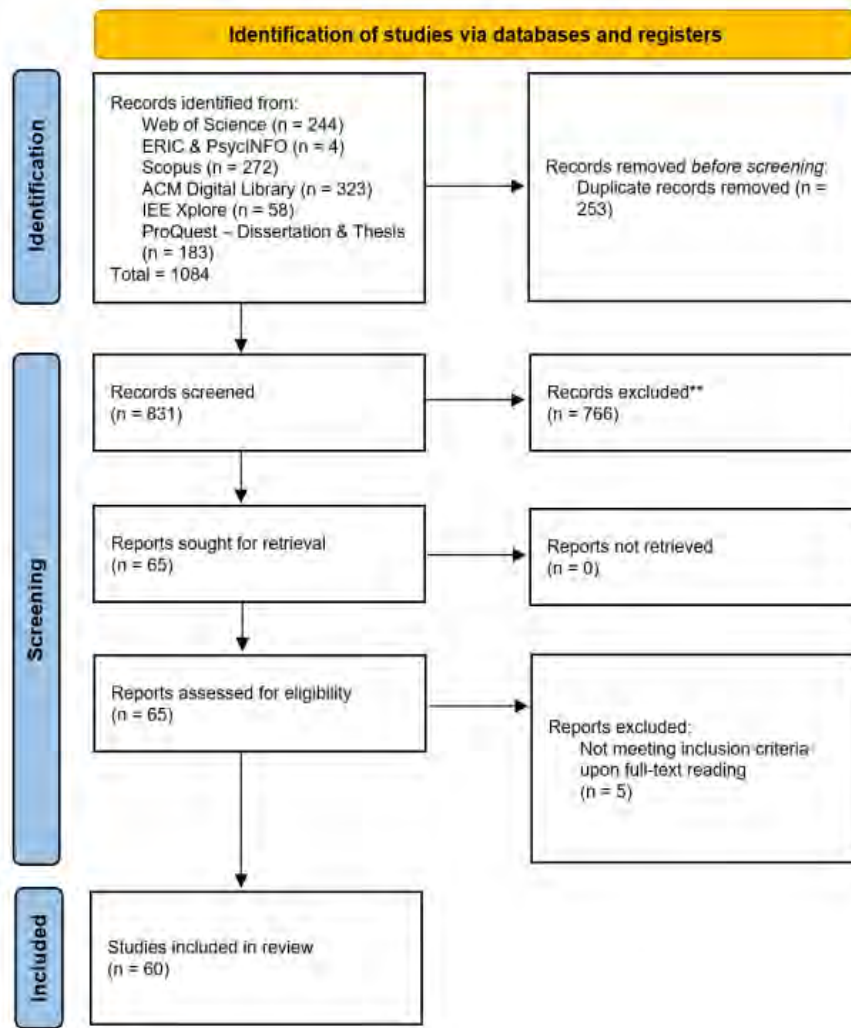 Identification of studies via databases and registers
Identification
Records identified from:
Web of Science (n = 244)
ERIC & PsycINFO (n = 4)
Scopus (n = 272)
ACM Digital Library (n = 323)
IEE Xplore (n = 58)
ProQuest – Dissertation & Thesis
(n = 183)
Total = 1084
Records removed before screening:
Duplicate records removed (n =
253)
Screening
Records screened
(n = 831)
Records excluded**
(n = 766)
Reports sought for retrieval
(n = 65)
Reports not retrieved
(n = 0)
Reports assessed for eligibility
(n = 65)
Reports excluded:
Not meeting inclusion criteria
upon full-text reading
(n = 5)
Included
Studies included in review
(n = 60)